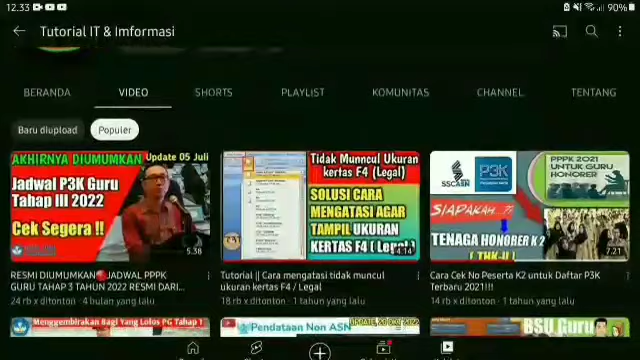 12.33
90%
Tutorial IT & Imformasi
BERANDA VIDEO SHORTS PLAYLIST KOMUNITAS CHANNEL TENTANG
Baru diupload Populer
AKHIRNYA DIUMUMKAN Update 05 Juli
Jadwal P3K Guru
Tahap III 2022
Cek Segera !!
5.38
Tidak Munncul Ukuran
kertas F4 (Legal)
SOLUSI CARA
MENGATASI AGAR
TAMPIL UKURAN
KERTAS F4 (Legal)
4.14
SSCASN
P3K
PPPK 2021
UNTUK GURU
HONORER
SIAPAKAH...?
TENAGA HONORER K2
(THK-II)
7.21
RESMI DIUMUMKAN JADWAL PPPK
GURU TAHAP 3 TAHUN 2022 RESMI DARI...
24 rb x ditonton · 4 bulan yang lalu
Tutorial || Cara mengatasi tidak muncul
ukuran kertas F4 / Legal
18 rb x ditonton · 1 tahun yang lalu
Cara Cek No Peserta K2 untuk Daftar P3K
Terbaru 2021!!!
14 rb x ditonton · 1 tahun yang lalu
Menggembirakan Bagi Yang Lolos PG Tahap 1
Pendataan Non ASN
BSU Guru